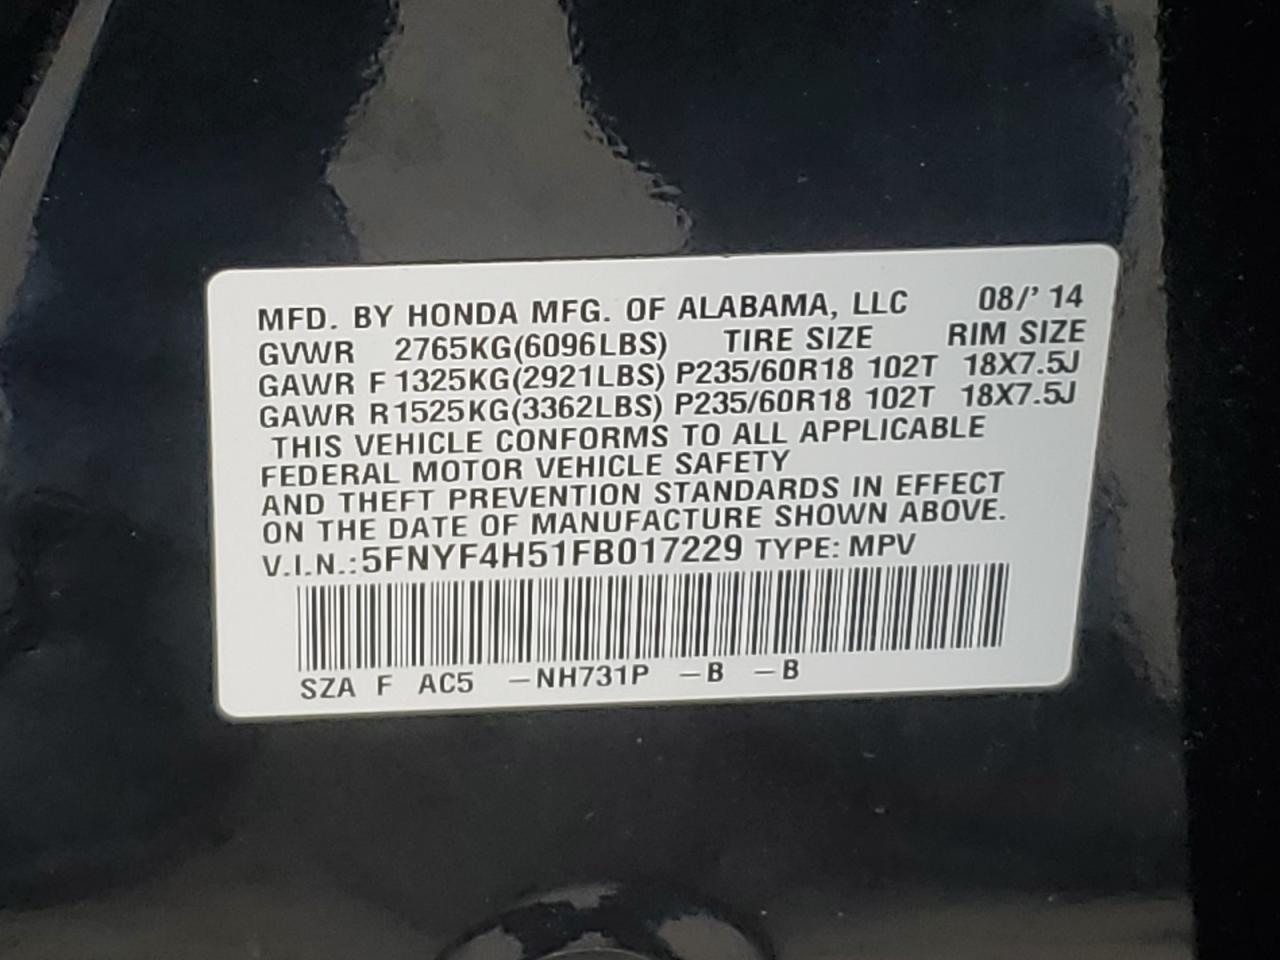 MFD. BY HONDA MFG. OF ALABAMA, LLC 08/' 14
GVWR 2765KG(6096LBS) TIRE SIZE RIM SIZE
GAWR F 1325KG(2921LBS) P235/60R18 102T 18X7.5J
GAWR R 1525KG(3362LBS) P235/60R18 102T 18X7.5J
THIS VEHICLE CONFORMS TO ALL APPLICABLE
FEDERAL MOTOR VEHICLE SAFETY
AND THEFT PREVENTION STANDARDS IN EFFECT
ON THE DATE OF MANUFACTURE SHOWN ABOVE.
V.I.N.:5FNYF4H51FB017229 TYPE: MPV
SZA F AC5 –NH731P –B –B